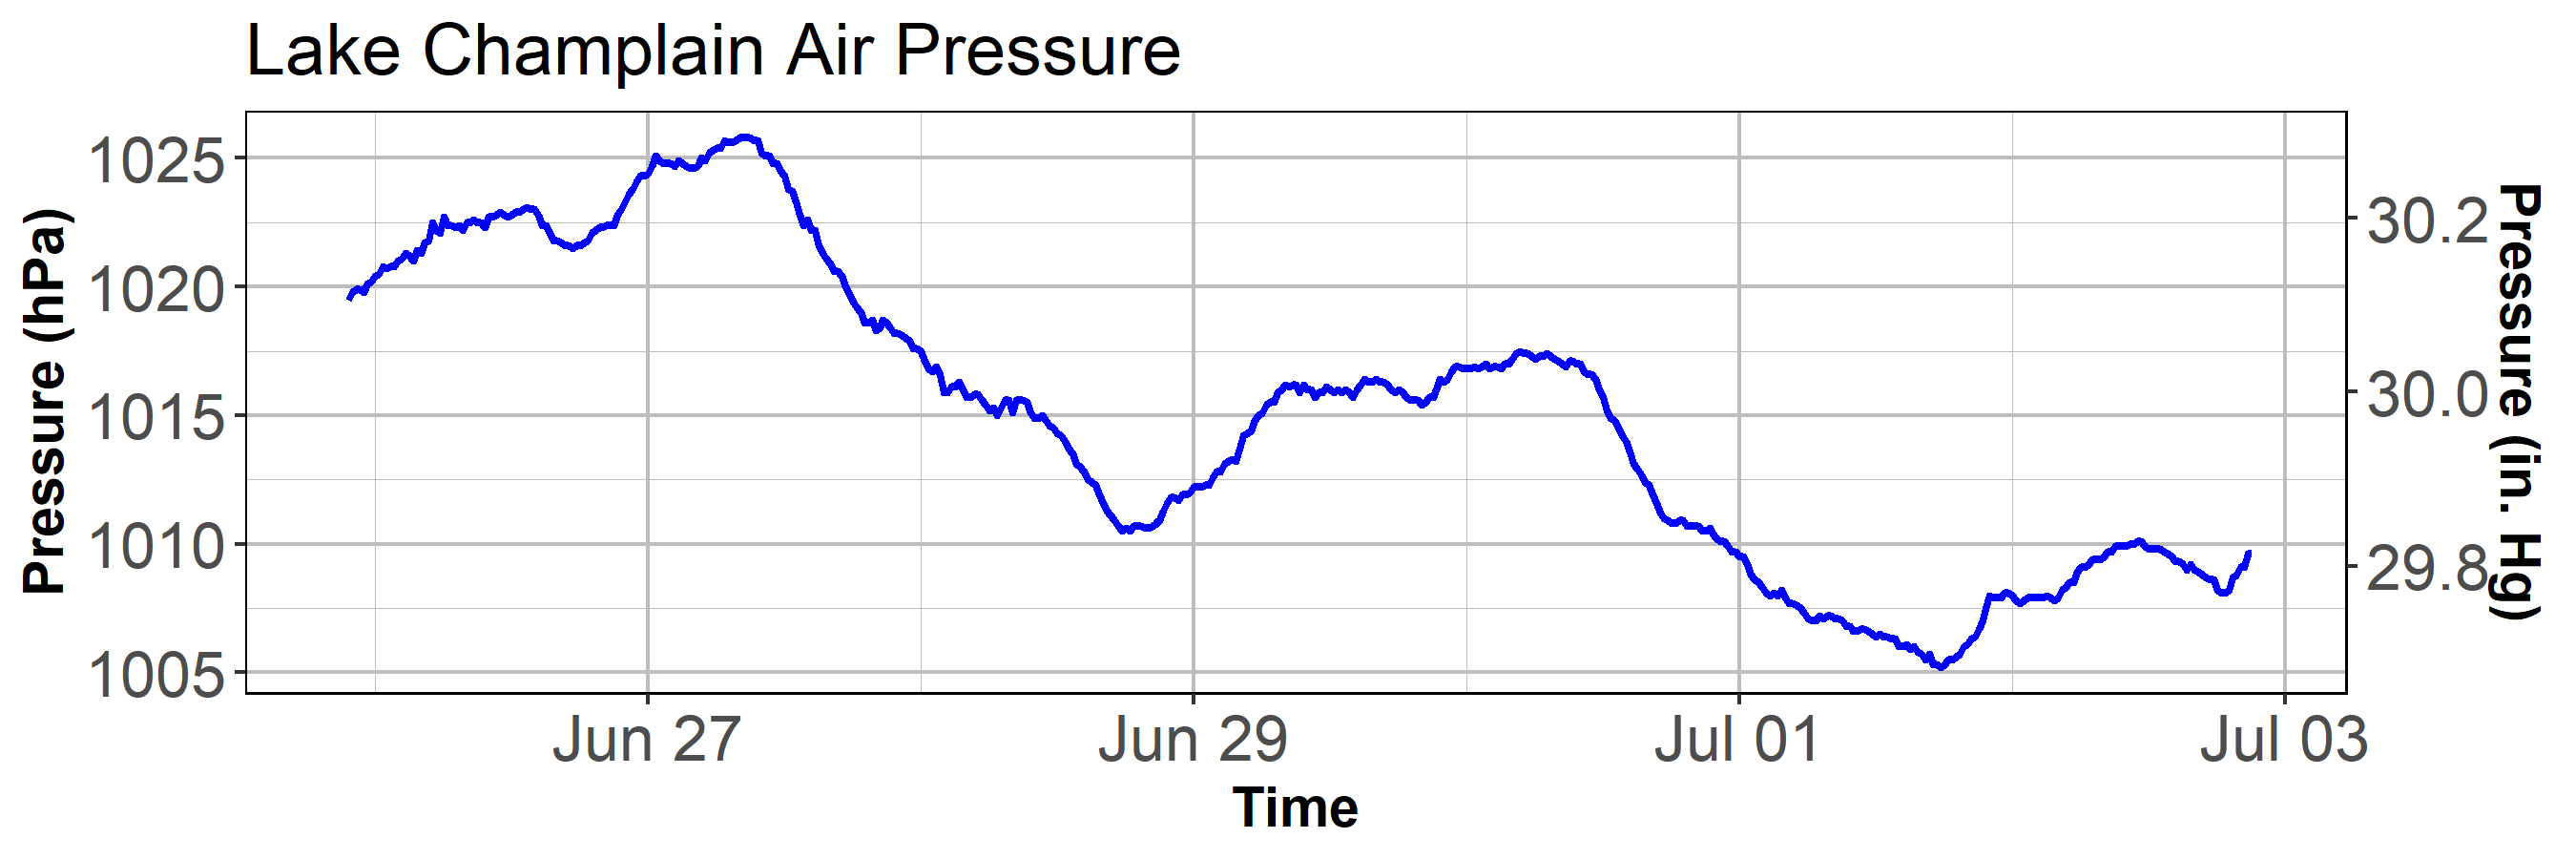 Lake Champlain Air Pressure
Pressure (hPa)
1025
1020
1015
1010
1005
30.2
30.0
29.8
Pressure (in. Hg)
Jun 27
Jun 29
Jul 01
Jul 03
Time